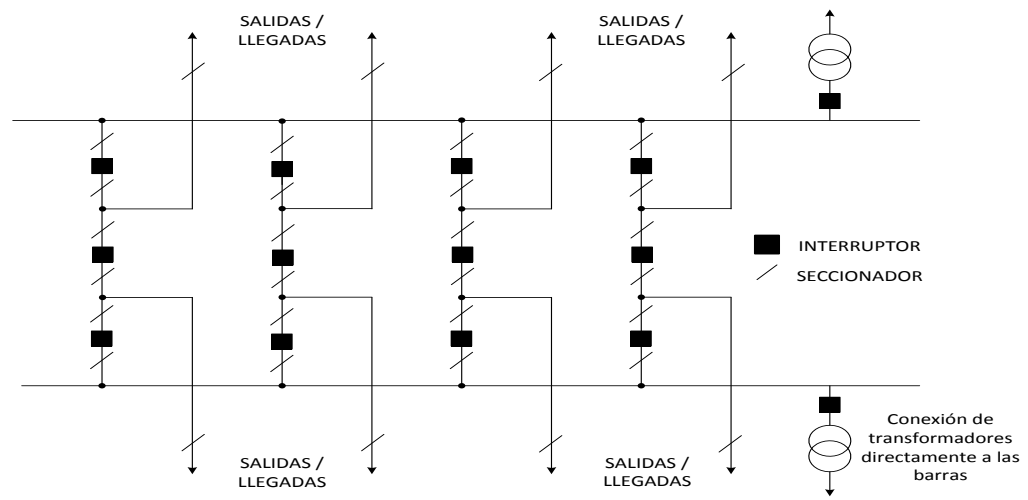 SALIDAS /
LLEGADAS
SALIDAS /
LLEGADAS
INTERRUPTOR
SECCIONADOR
SALIDAS /
LLEGADAS
SALIDAS /
LLEGADAS
Conexión de
transformadores
directamente a las
barras